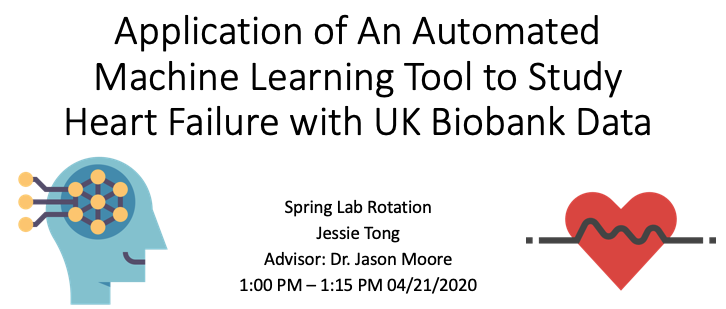 Application of An Automated
Machine Learning Tool to Study
Heart Failure with UK Biobank Data
Spring Lab Rotation
Jessie Tong
Advisor: Dr. Jason Moore
1:00 PM – 1:15 PM 04/21/2020